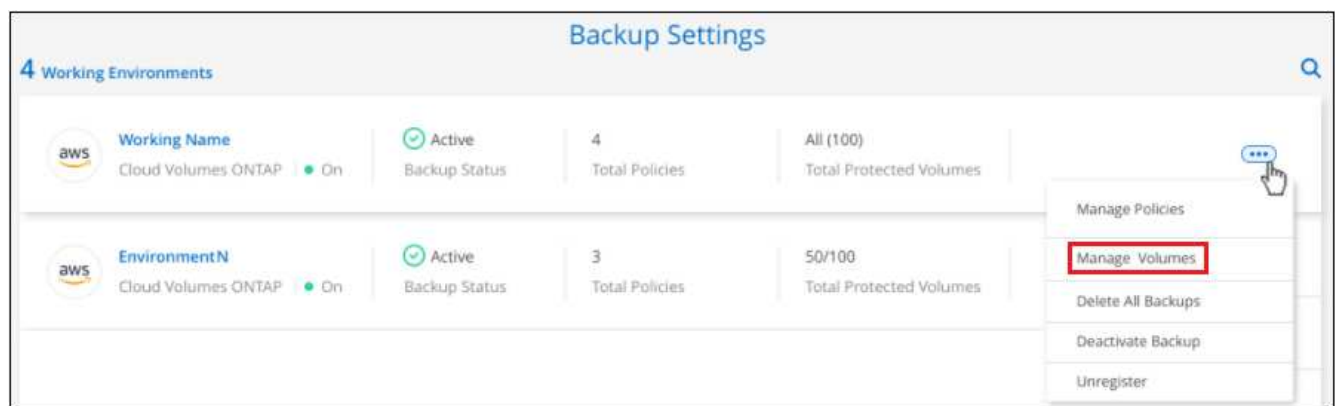 Backup Settings
4 Working Environments
aws
Working Name
Cloud Volumes ONTAP
On
Active
Backup Status
4
Total Policies
All (100)
Total Protected Volumes
Manage Policies
Manage Volumes
Delete All Backups
Deactivate Backup
Unregister
aws
EnvironmentN
Cloud Volumes ONTAP
On
Active
Backup Status
3
Total Policies
50/100
Total Protected Volumes